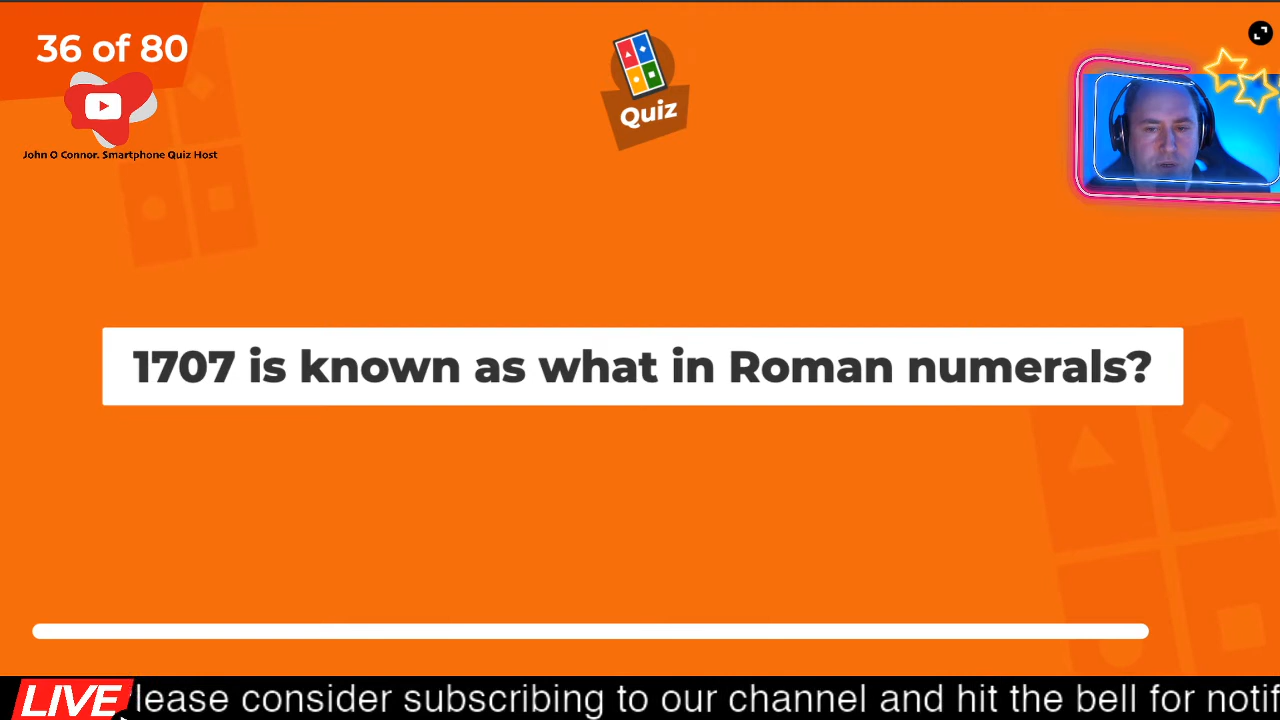 36 of 80
Quiz
John O Connor. Smartphone Quiz Host
1707 is known as what in Roman numerals?
LIVE
lease consider subscribing to our channel and hit the bell for notif